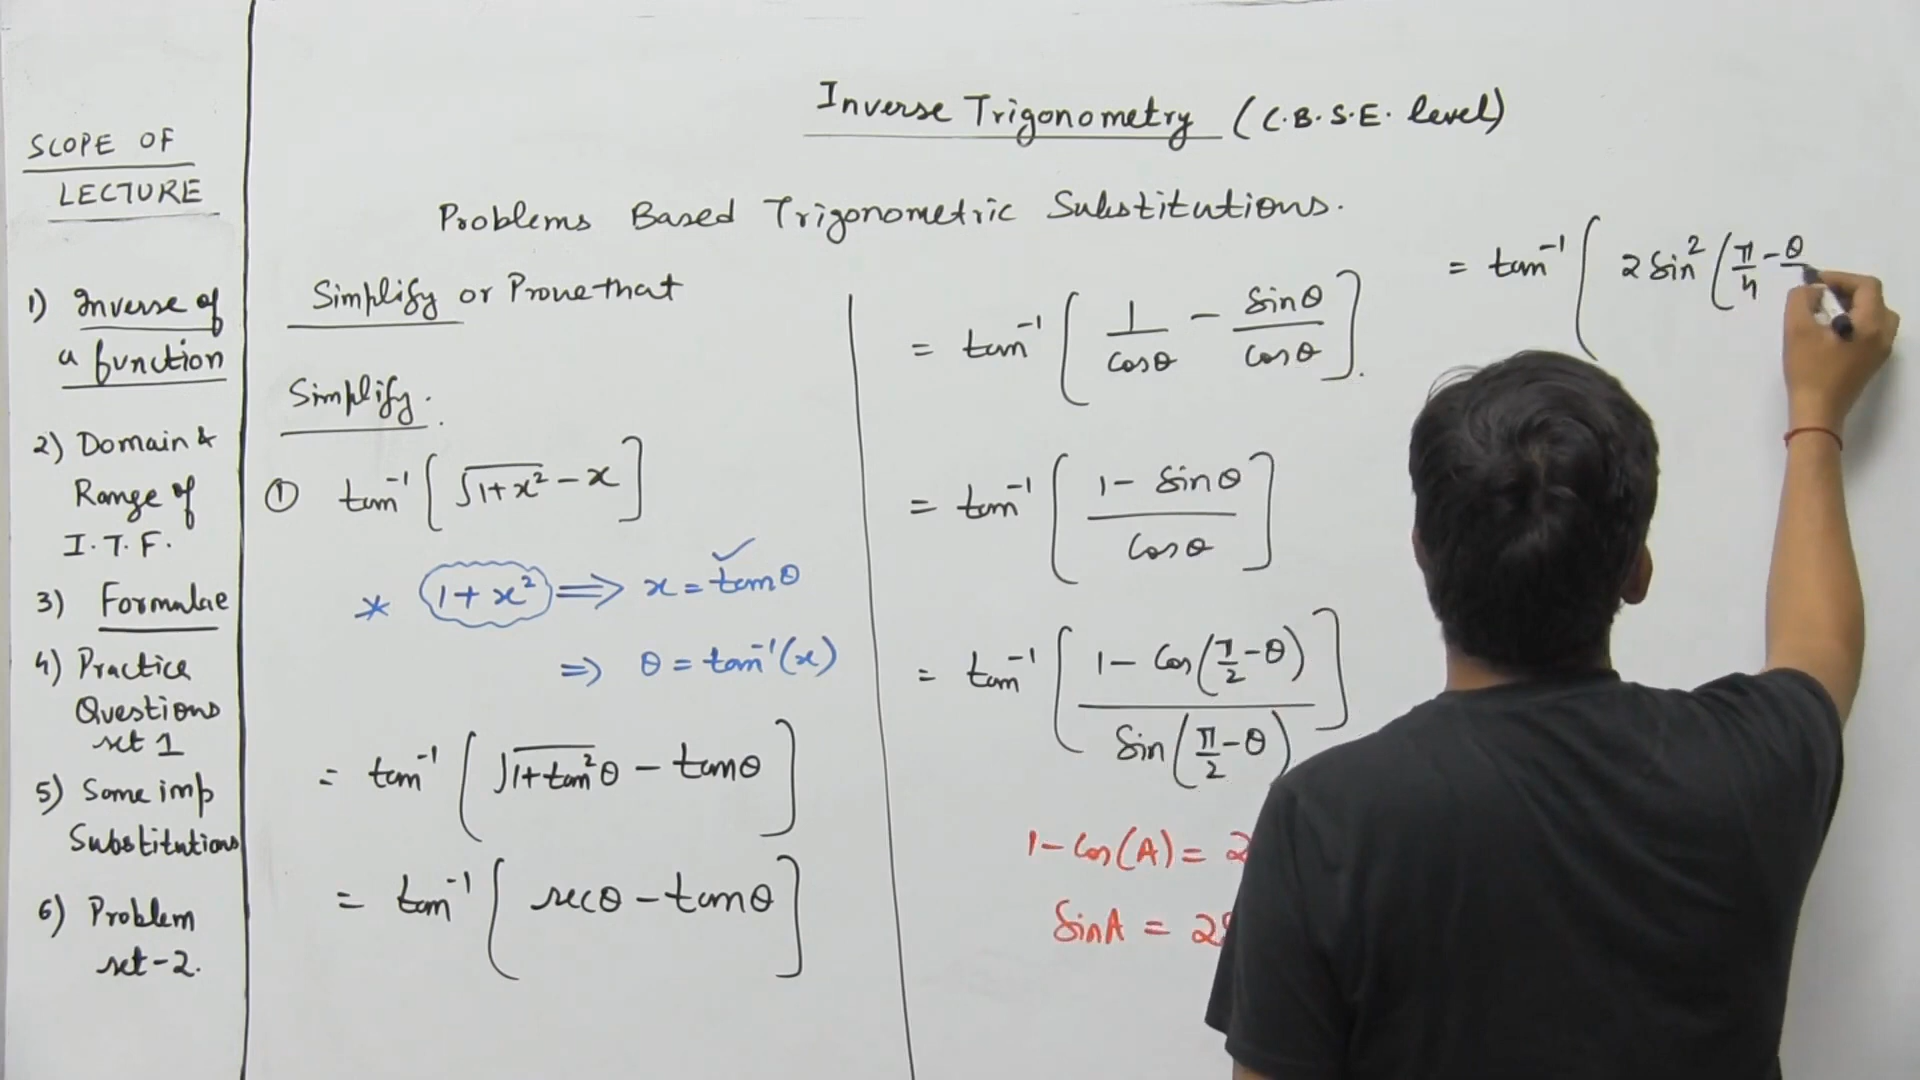 Inverse Trigonometry (C.B.S.E. level)
Problems Based Trigonometric Substitutions.
SCOPE OF
LECTURE
1) Inverse of
a function
2) Domain &
Range of
I.T.F.
3) Formulae
4) Practice
Questions
set 1
5) Some imp
Substitutions
6) Problem
set-2.
Simplify or Prove that
Simplify.
① tan⁻¹[√(1+x²) - x]
* 1+x² ⟹ x = tanθ ✓
⇒ θ = tan⁻¹(x)
= tan⁻¹[√(1+tan²θ) - tanθ]
= tan⁻¹[secθ - tanθ]
= tan⁻¹[1/cosθ - sinθ/cosθ].
= tan⁻¹[(1 - sinθ)/cosθ]
= tan⁻¹[(1 - cos(π/2 - θ))/sin(π/2 - θ)]
1 - cos(A) = 2
sinA = 2
= tan⁻¹[2 sin²(π/4 - θ